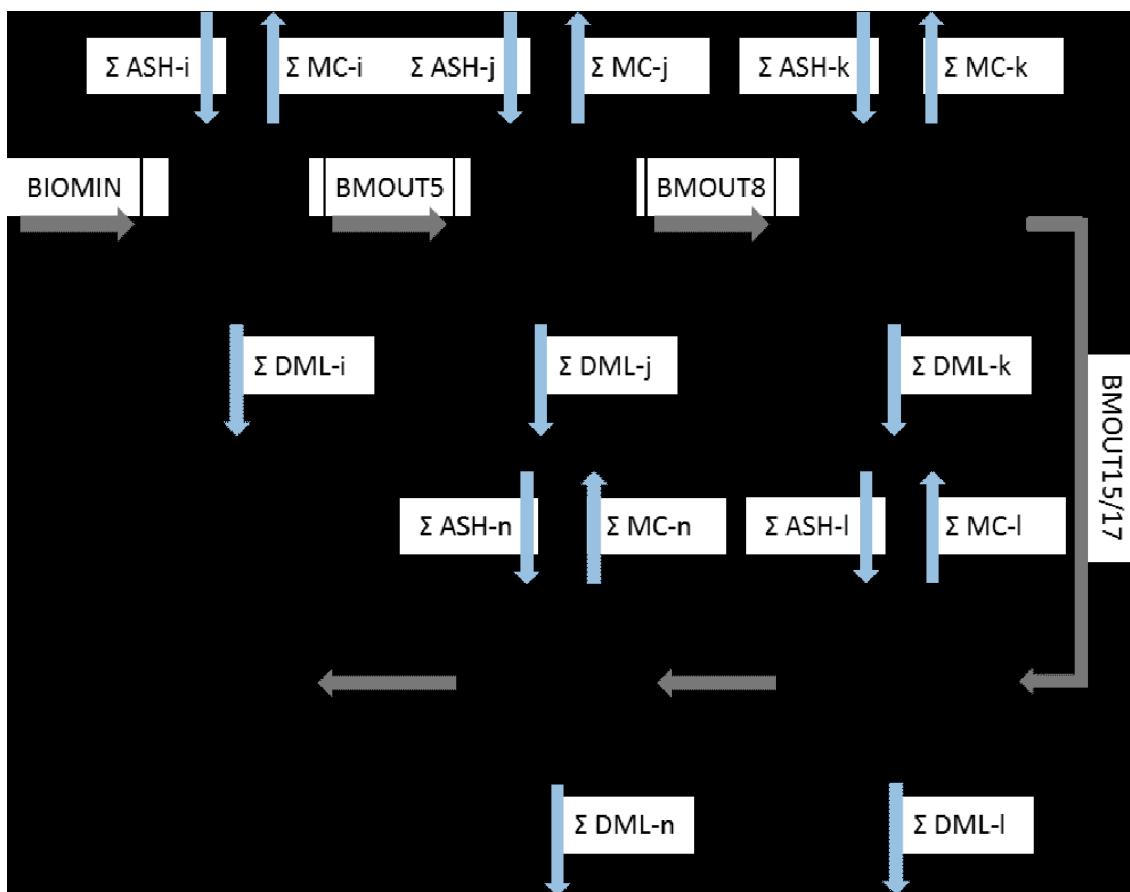 Σ ASH-i
Σ MC-i
Σ ASH-j
Σ MC-j
Σ ASH-k
Σ MC-k
BIOMIN
BMOUT5
BMOUT8
Σ DML-i
Σ DML-j
Σ DML-k
BMOUT15/17
Σ ASH-n
Σ MC-n
Σ ASH-l
Σ MC-l
Σ DML-n
Σ DML-l